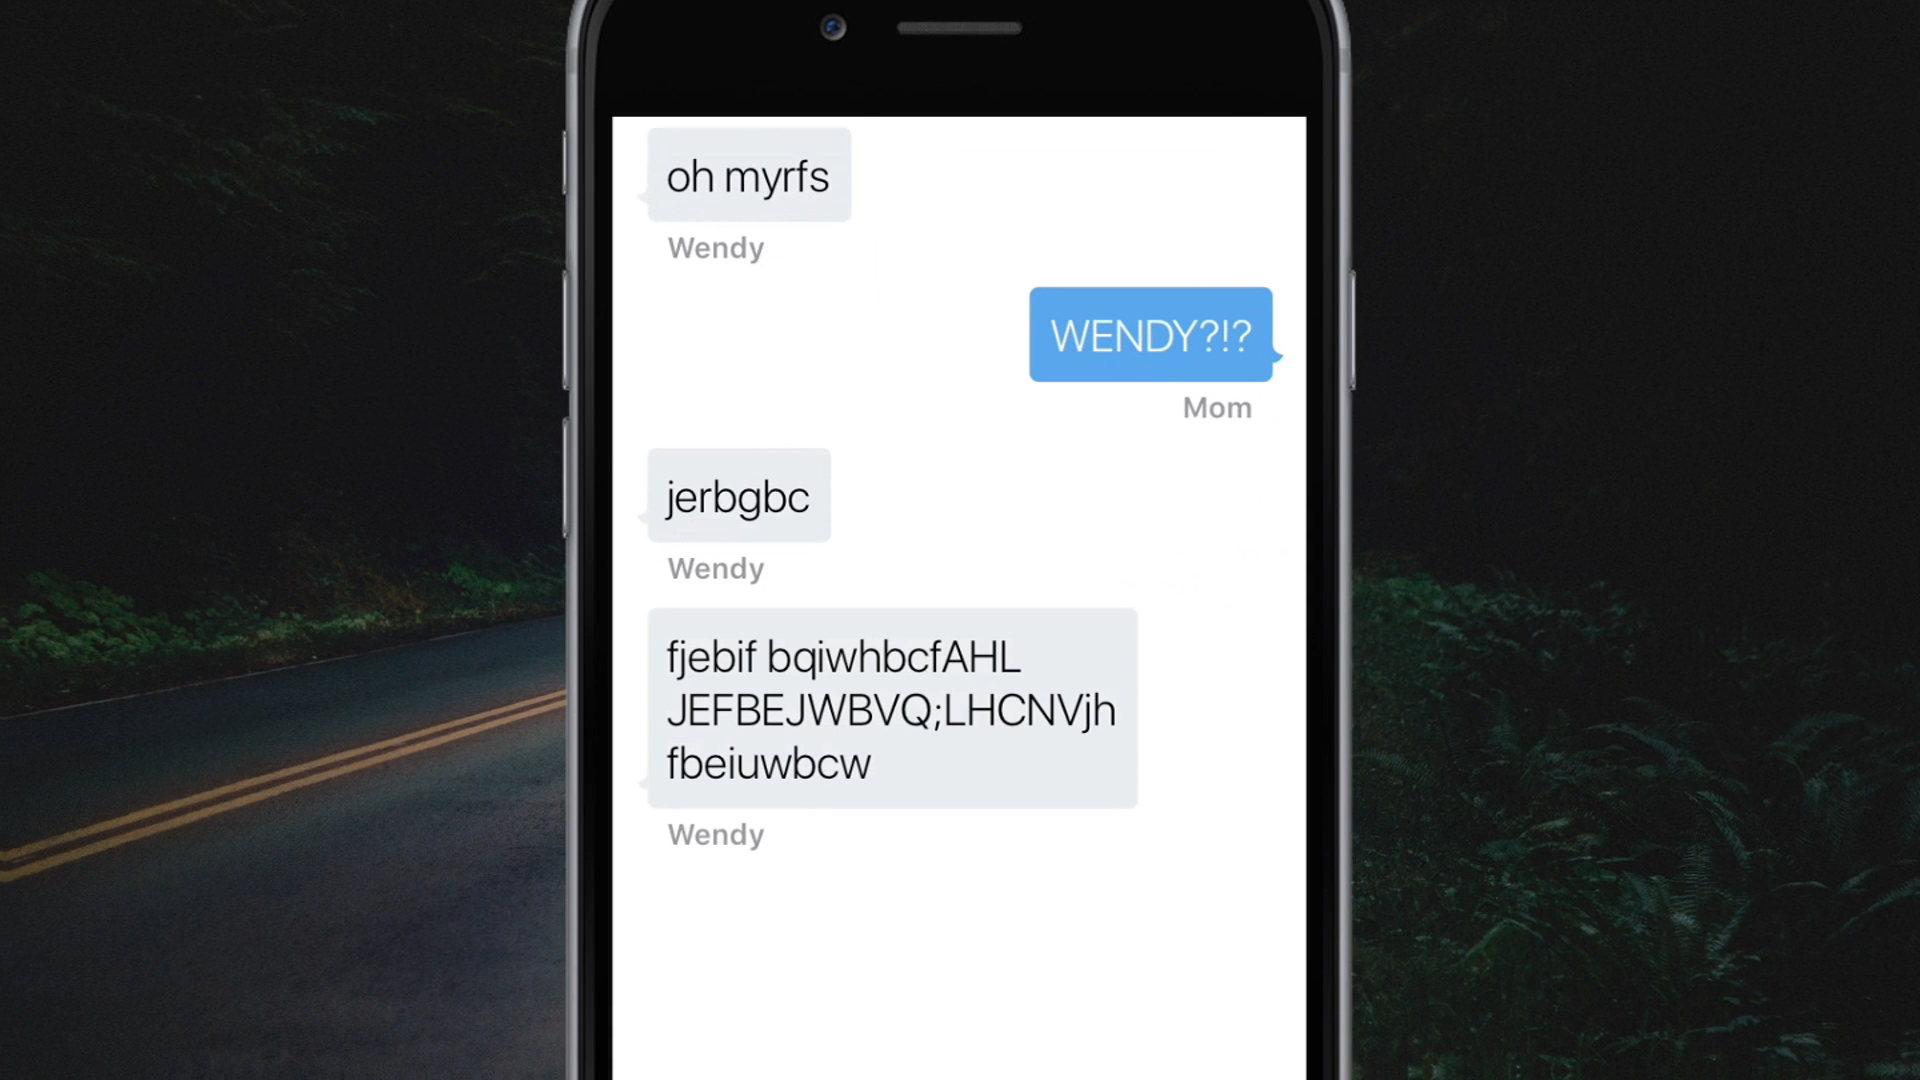 oh myrfs
Wendy
WENDY?!?
Mom
jerbgbc
Wendy
fjebif bqiwhbcfAHL
JEFBEJWBVQ;LHCNVjh
fbeiuwbcw
Wendy